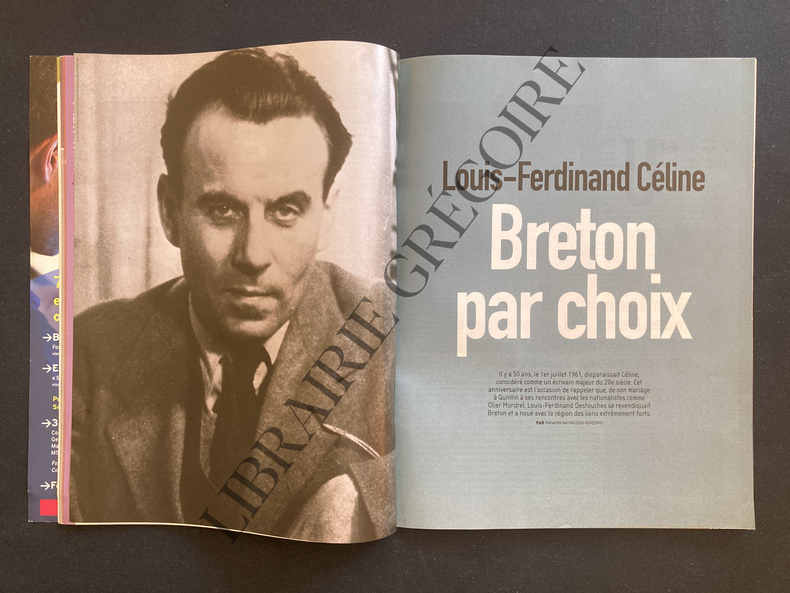 Louis-Ferdinand Céline
Breton
par choix
Il y a 50 ans, le 1er juillet 1961, disparaissait Céline,
considéré comme un écrivain majeur du 20e siècle. Cet
anniversaire est l'occasion de rappeler que, de son mariage
à Quintin à ses rencontres avec les nationalistes comme
Olier Mordrel, Louis-Ferdinand Destouches se revendiquait
Breton et a noué avec la région des liens extrêmement forts.
PAR
LIBRAIRIE GRÉGOIRE